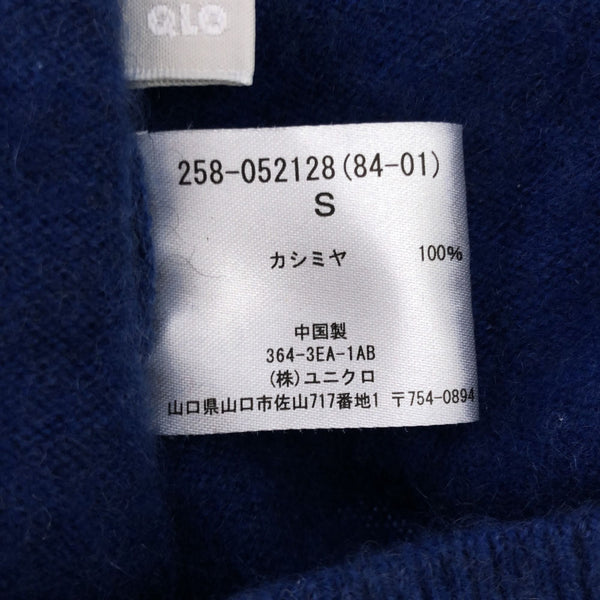 QLO
258-052128(84-01)
S
カシミヤ 100%
中国製
364-3EA-1AB
(株)ユニクロ
山口県山口市佐山717番地1 〒754-0894